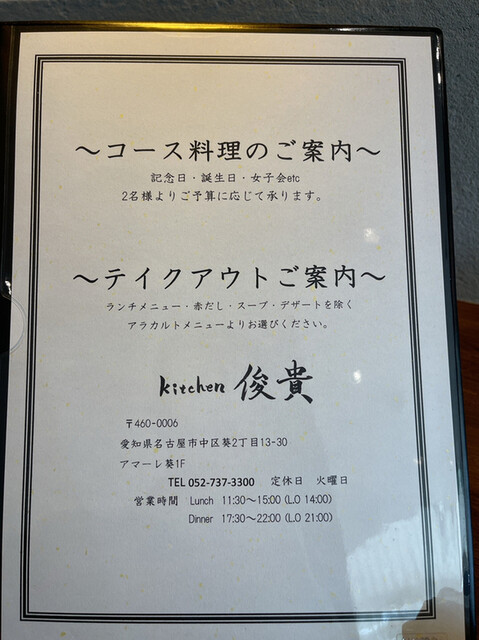 ～コース料理のご案内～
記念日・誕生日・女子会etc
2名様よりご予算に応じて承ります。
～テイクアウトご案内～
ランチメニュー・赤だし・スープ・デザートを除く
アラカルトメニューよりお選びください。
kitchen 俊貴
〒460-0006
愛知県名古屋市中区葵2丁目13-30
アマーレ葵1F
TEL 052-737-3300 定休日 火曜日
営業時間 Lunch 11:30～15:00 (L.O 14:00)
Dinner 17:30～22:00 (L.O 21:00)